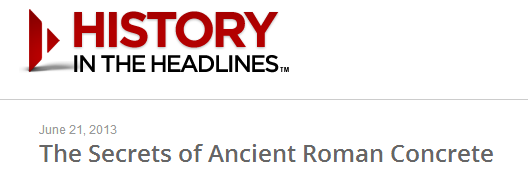 HISTORY
IN THE HEADLINES™
June 21, 2013
The Secrets of Ancient Roman Concrete